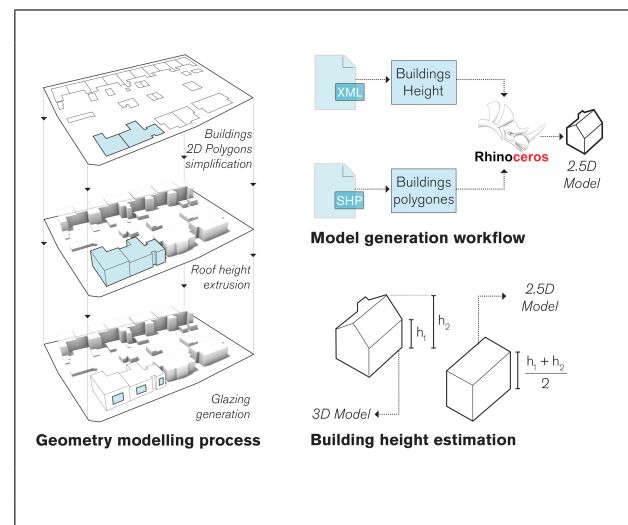 Buildings
2D Polygons
simplification
Roof height
extrusion
Glazing
generation
Geometry modelling process
XML
Buildings
Height
SHP
Buildings
polygones
Rhinoceros
2.5D
Model
Model generation workflow
h₁
h₂
3D Model
2.5D
Model
h₁ + h₂
2
Building height estimation